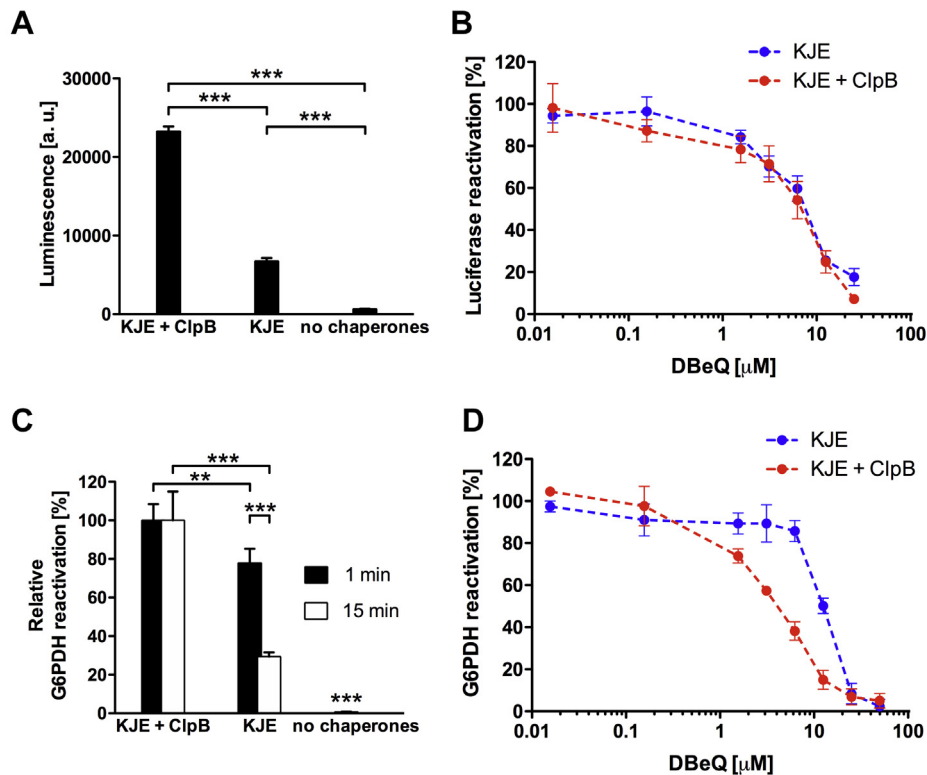 A
Luminescence [a. u.]
30000
20000
10000
0
***
***
***
KJE + ClpB
KJE
no chaperones
B
Luciferase reactivation [%]
120
100
80
60
40
20
0
KJE
KJE + ClpB
0.01
0.1
1
10
100
DBeQ [μM]
C
Relative
G6PDH reactivation [%]
120
100
80
60
40
20
0
***
**
***
***
1 min
15 min
KJE + ClpB
KJE
no chaperones
D
G6PDH reactivation [%]
120
100
80
60
40
20
0
KJE
KJE + ClpB
0.01
0.1
1
10
100
DBeQ [μM]